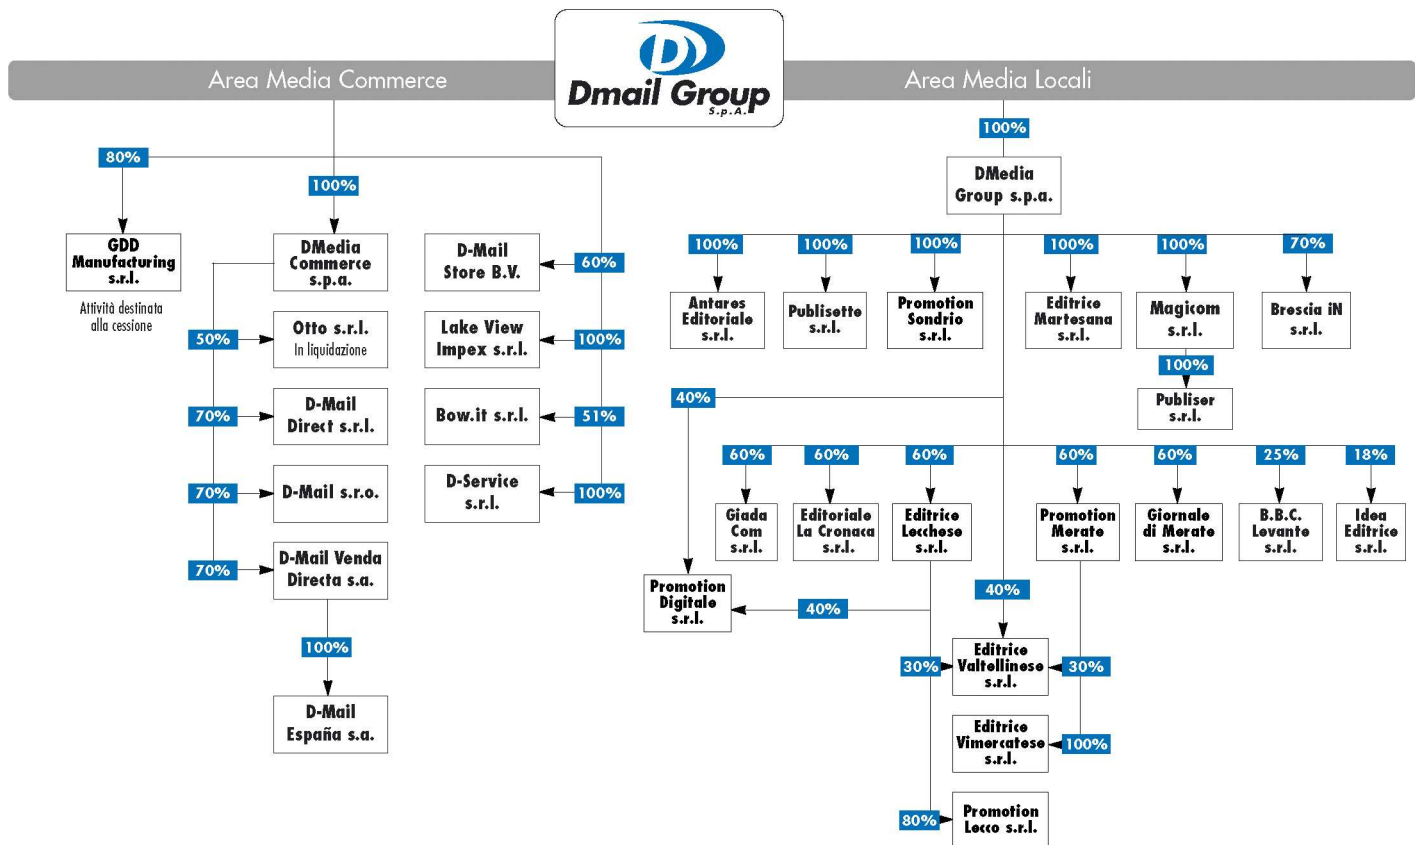 Area Media Commerce
Dmail Group
S.p.A.
Area Media Locali
80%
100%
GDD
Manufacturing
s.r.l.
Attività destinata
alla cessione
DMedia
Commerce
s.p.a.
50%
Otto s.r.l.
In liquidazione
70%
D-Mail
Direct s.r.l.
70%
D-Mail s.r.o.
70%
D-Mail Venda
Directa s.a.
100%
D-Mail
España s.a.
D-Mail
Store B.V.
60%
Lake View
Impex s.r.l.
100%
Bow.it s.r.l.
51%
D-Service
s.r.l.
100%
100%
DMedia
Group s.p.a.
100%
100%
100%
100%
100%
70%
Antares
Editoriale
s.r.l.
Publisette
s.r.l.
Promotion
Sondrio
s.r.l.
Editrice
Martesana
s.r.l.
Magicom
s.r.l.
Brescia iN
s.r.l.
100%
Publiser
s.r.l.
40%
60%
60%
60%
60%
60%
25%
18%
Giada
Com
s.r.l.
Editoriale
La Cronaca
s.r.l.
Editrice
Lecchese
s.r.l.
Promotion
Merate
s.r.l.
Giornale
di Merate
s.r.l.
B.B.C.
Levante
s.r.l.
Idea
Editrice
s.r.l.
Promotion
Digitale
s.r.l.
40%
40%
30%
Editrice
Valtellinese
s.r.l.
30%
Editrice
Vimercatese
s.r.l.
100%
80%
Promotion
Lecco s.r.l.